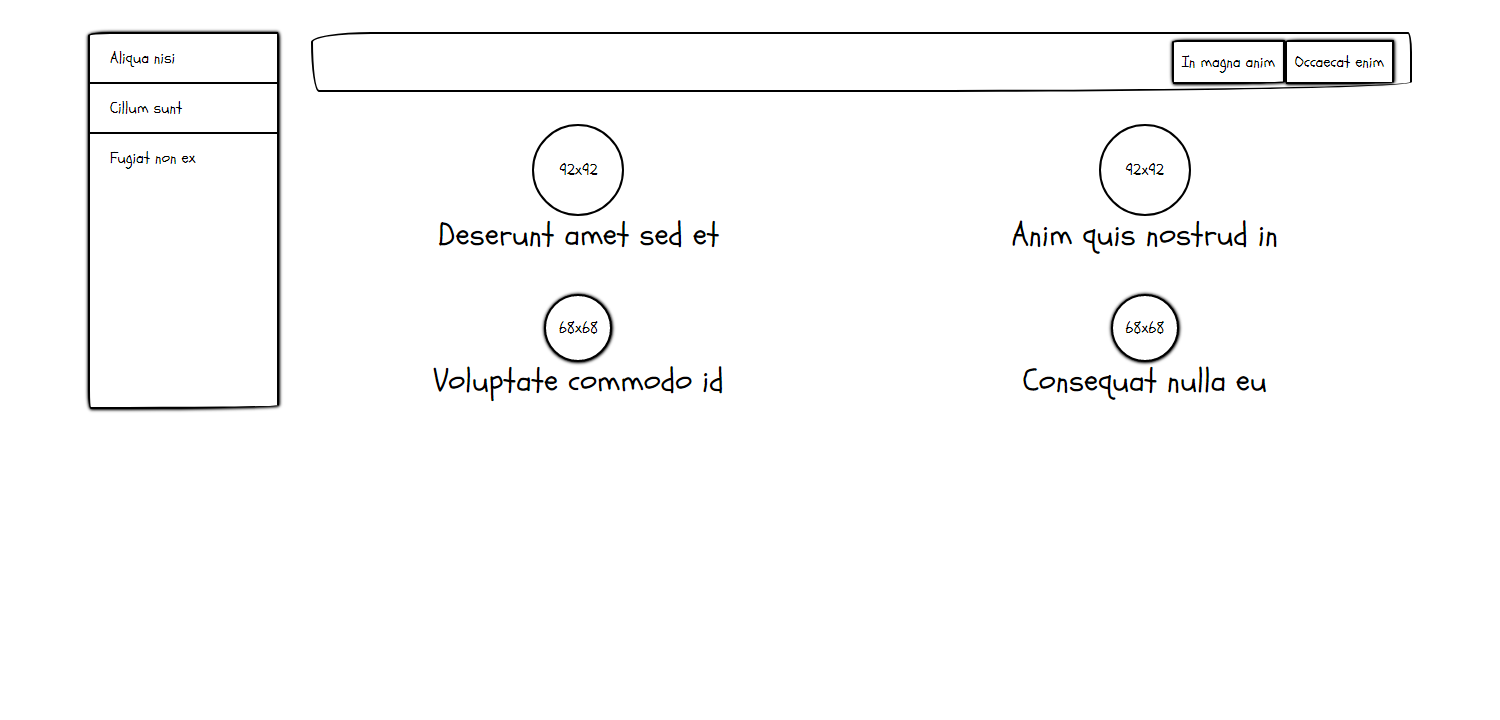 Aliqua nisi
Cillum sunt
Fugiat non ex
In magna anim
Occaecat enim
92x92
Deserunt amet sed et
92x92
Anim quis nostrud in
68x68
Voluptate commodo id
68x68
Consequat nulla eu